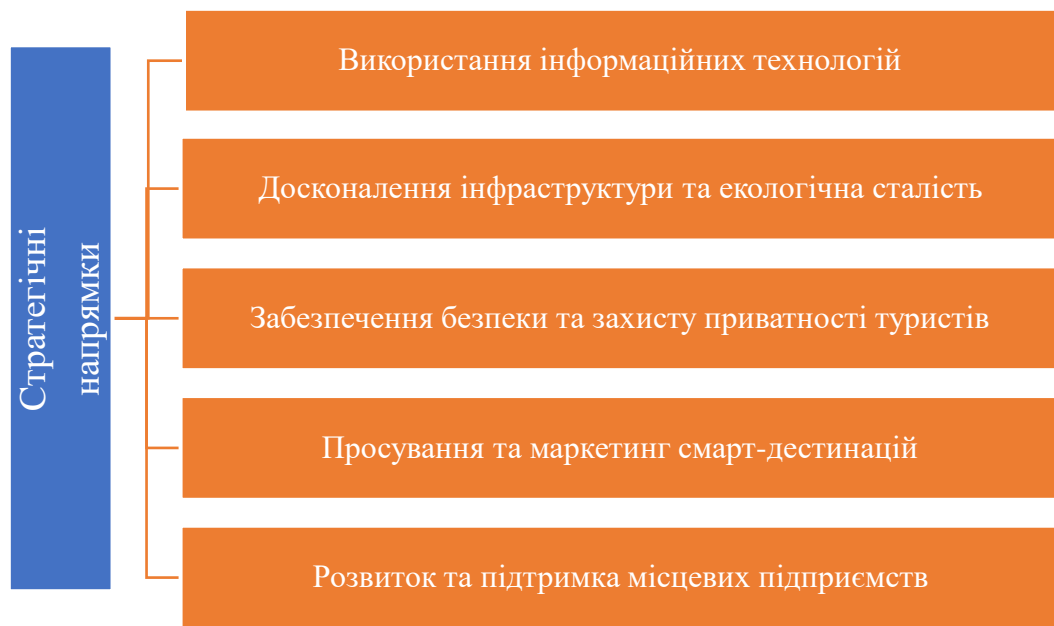 Стратегічні
напрямки
Використання інформаційних технологій
Досконалення інфраструктури та екологічна сталість
Забезпечення безпеки та захисту приватності туристів
Просування та маркетинг смарт-дестинацій
Розвиток та підтримка місцевих підприємств